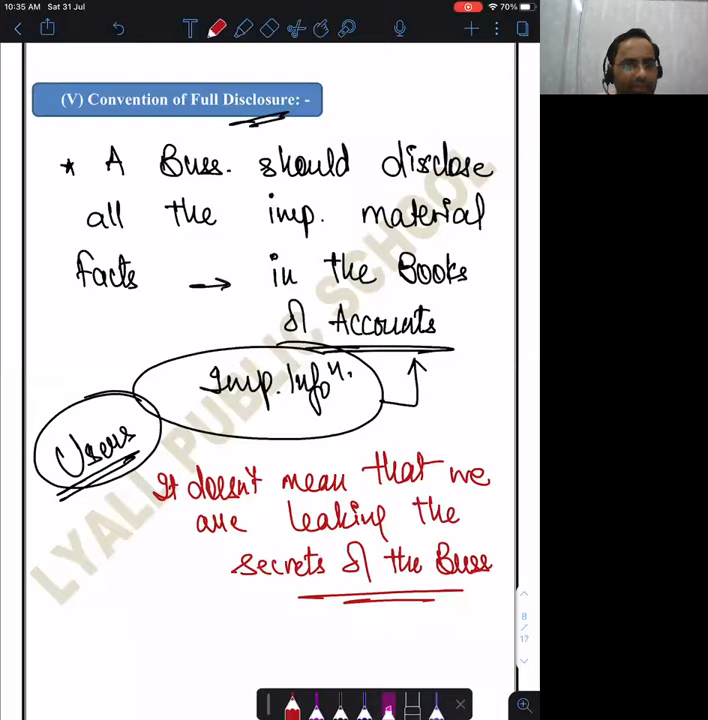 10:35 AM Sat 31 Jul
70%
(V) Convention of Full Disclosure: -
* A Buss. should disclose
all the imp. material
facts → in the Books
of Accounts
Imp. Infoⁿ.
Users
It doesn't mean that we
are leaking the
secrets of the Buss
LYALL PUBLIC SCHOOL
8
/
17